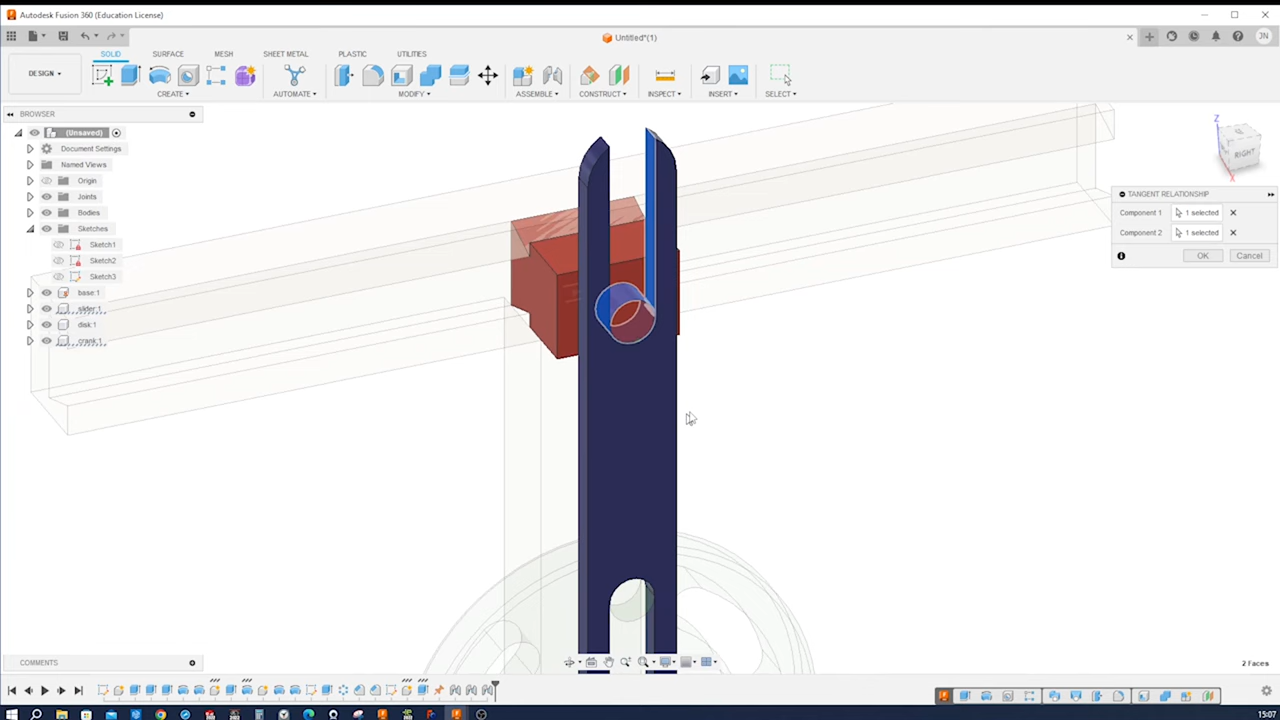 Autodesk Fusion 360 (Education License)
Untitled*(1)
JN
DESIGN
SOLID
SURFACE
MESH
SHEET METAL
PLASTIC
UTILITIES
CREATE
AUTOMATE
MODIFY
ASSEMBLE
CONSTRUCT
INSPECT
INSERT
SELECT
BROWSER
(Unsaved)
Document Settings
Named Views
Origin
Joints
Bodies
Sketches
Sketch1
Sketch2
Sketch3
base:1
slider:1
disk:1
crank:1
Z
RIGHT
X
TANGENT RELATIONSHIP
Component 1
1 selected
Component 2
1 selected
OK
Cancel
2 Faces
COMMENTS
15:07